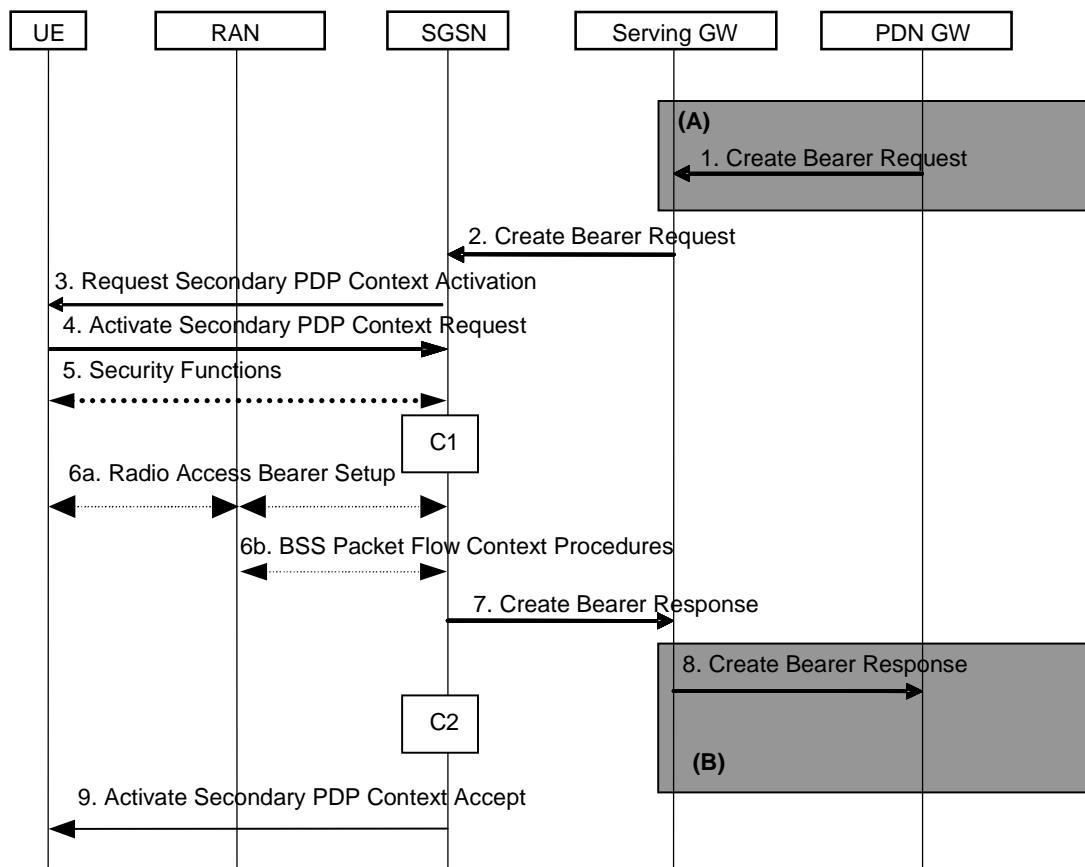 UE
RAN
SGSN
Serving GW
PDN GW
(A)
1. Create Bearer Request
2. Create Bearer Request
3. Request Secondary PDP Context Activation
4. Activate Secondary PDP Context Request
5. Security Functions
C1
6a. Radio Access Bearer Setup
6b. BSS Packet Flow Context Procedures
7. Create Bearer Response
8. Create Bearer Response
C2
(B)
9. Activate Secondary PDP Context Accept